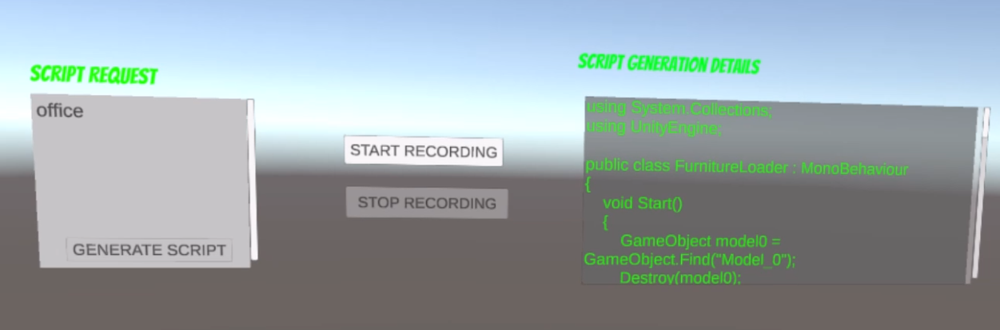 SCRIPT REQUEST
office
GENERATE SCRIPT
START RECORDING
STOP RECORDING
SCRIPT GENERATION DETAILS
using System.Collections;
using UnityEngine;
public class FurnitureLoader : MonoBehaviour
{
void Start()
{
GameObject model0 =
GameObject.Find("Model_0");
Destroy(model0);